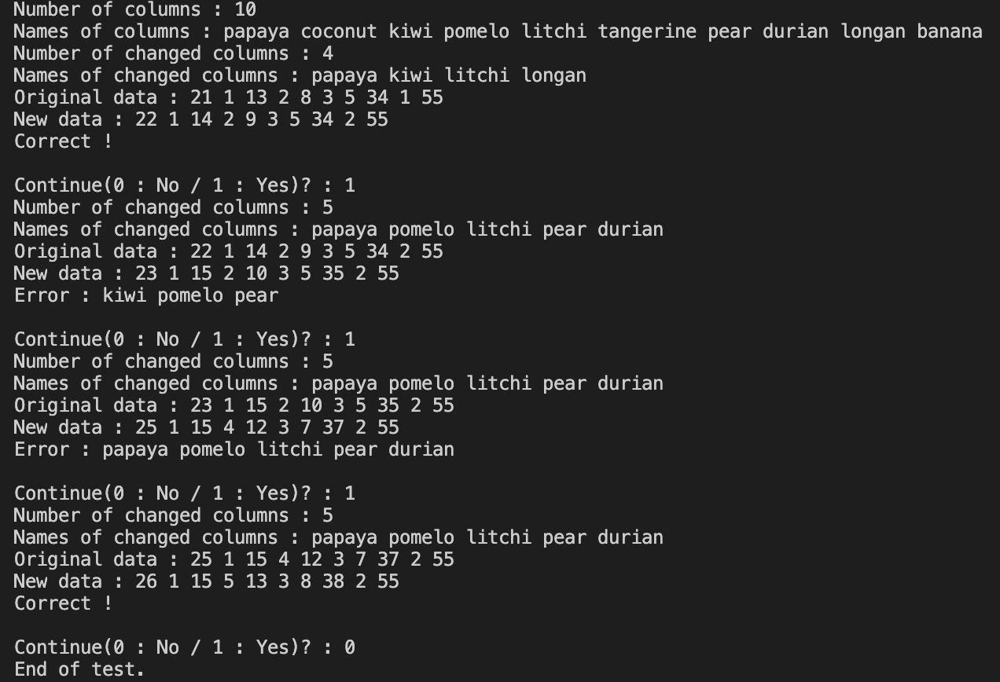 Number of columns : 10
Names of columns : papaya coconut kiwi pomelo litchi tangerine pear durian longan banana
Number of changed columns : 4
Names of changed columns : papaya kiwi litchi longan
Original data : 21 1 13 2 8 3 5 34 1 55
New data : 22 1 14 2 9 3 5 34 2 55
Correct !

Continue(0 : No / 1 : Yes)? : 1
Number of changed columns : 5
Names of changed columns : papaya pomelo litchi pear durian
Original data : 22 1 14 2 9 3 5 34 2 55
New data : 23 1 15 2 10 3 5 35 2 55
Error : kiwi pomelo pear

Continue(0 : No / 1 : Yes)? : 1
Number of changed columns : 5
Names of changed columns : papaya pomelo litchi pear durian
Original data : 23 1 15 2 10 3 5 35 2 55
New data : 25 1 15 4 12 3 7 37 2 55
Error : papaya pomelo litchi pear durian

Continue(0 : No / 1 : Yes)? : 1
Number of changed columns : 5
Names of changed columns : papaya pomelo litchi pear durian
Original data : 25 1 15 4 12 3 7 37 2 55
New data : 26 1 15 5 13 3 8 38 2 55
Correct !

Continue(0 : No / 1 : Yes)? : 0
End of test.